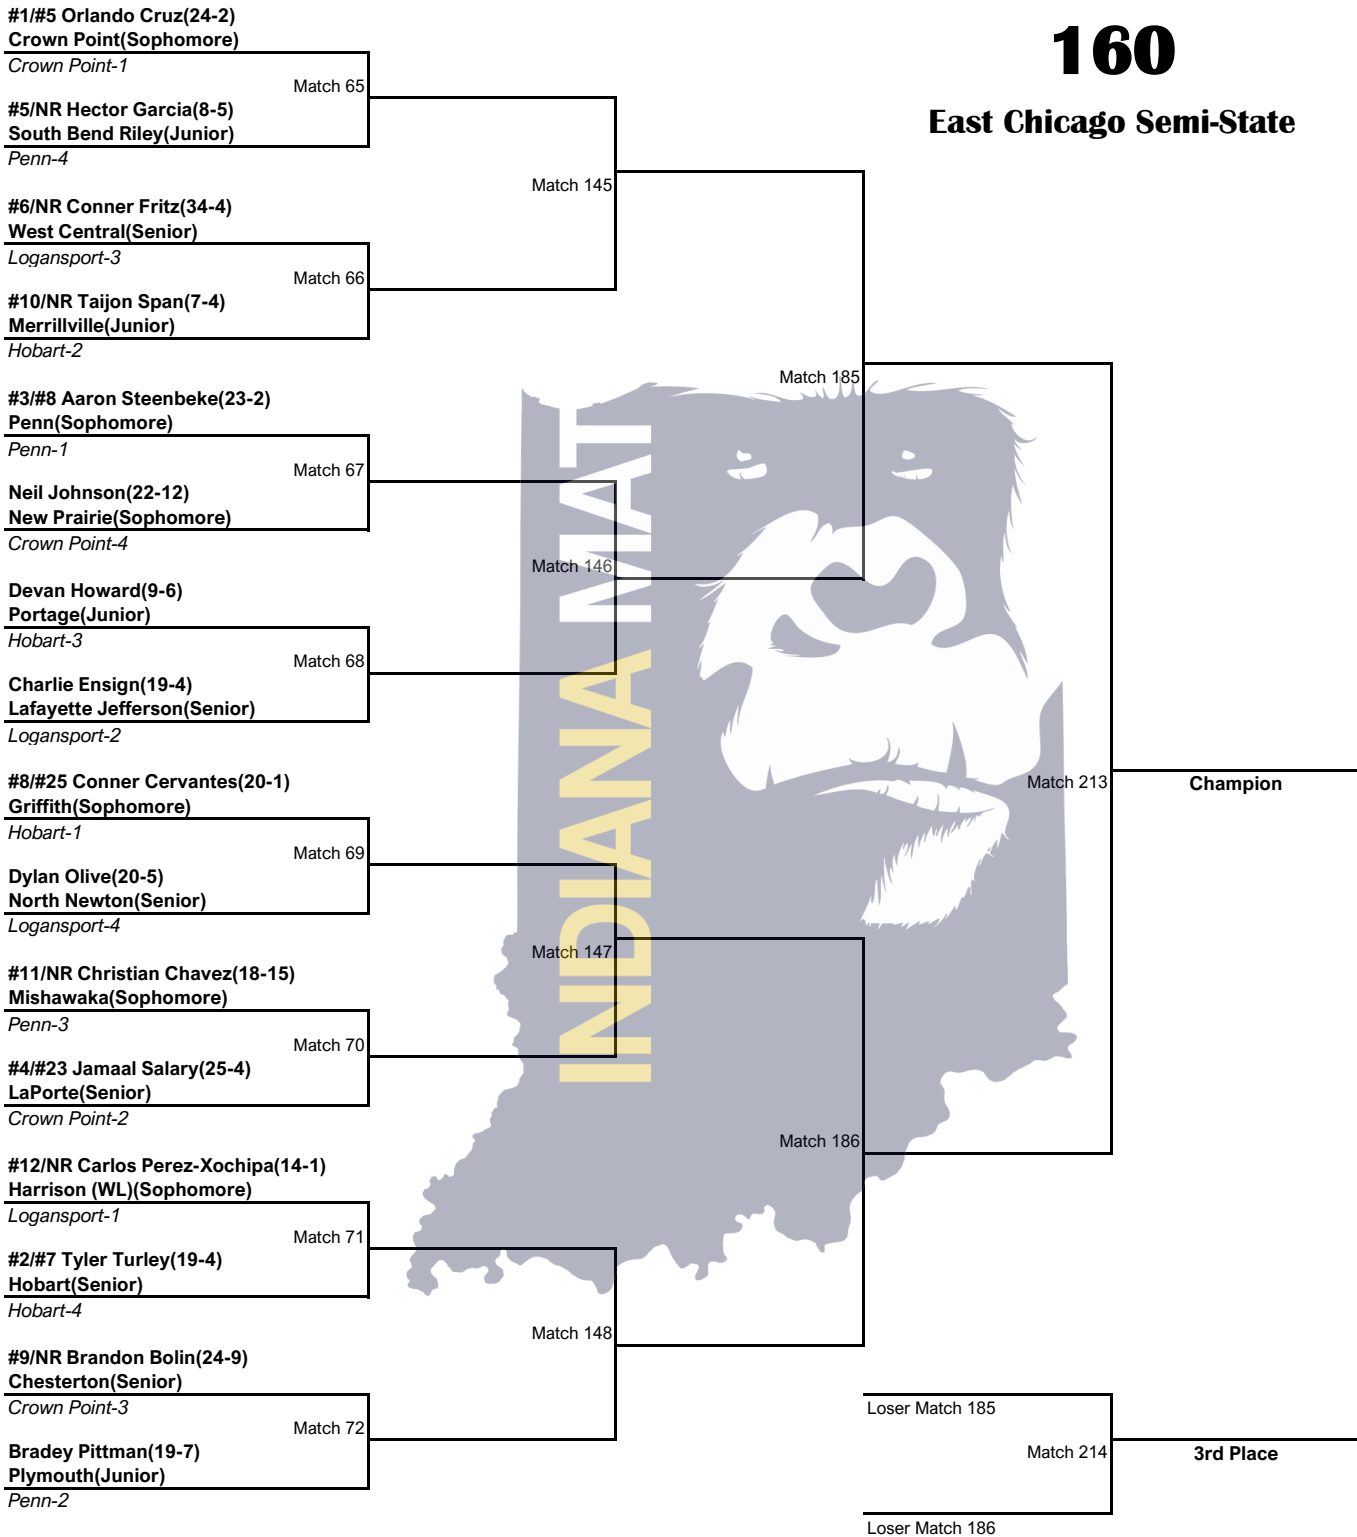 160
East Chicago Semi-State
#1/#5 Orlando Cruz(24-2)
Crown Point(Sophomore)
Crown Point-1
Match 65
#5/NR Hector Garcia(8-5)
South Bend Riley(Junior)
Penn-4
Match 145
#6/NR Conner Fritz(34-4)
West Central(Senior)
Logansport-3
Match 66
#10/NR Taijon Span(7-4)
Merrillville(Junior)
Hobart-2
Match 185
#3/#8 Aaron Steenbeke(23-2)
Penn(Sophomore)
Penn-1
Match 67
Neil Johnson(22-12)
New Prairie(Sophomore)
Crown Point-4
Match 146
Devan Howard(9-6)
Portage(Junior)
Hobart-3
Match 68
Charlie Ensign(19-4)
Lafayette Jefferson(Senior)
Logansport-2
Match 213
Champion
#8/#25 Conner Cervantes(20-1)
Griffith(Sophomore)
Hobart-1
Match 69
Dylan Olive(20-5)
North Newton(Senior)
Logansport-4
Match 147
#11/NR Christian Chavez(18-15)
Mishawaka(Sophomore)
Penn-3
Match 70
#4/#23 Jamaal Salary(25-4)
LaPorte(Senior)
Crown Point-2
Match 186
#12/NR Carlos Perez-Xochipa(14-1)
Harrison (WL)(Sophomore)
Logansport-1
Match 71
#2/#7 Tyler Turley(19-4)
Hobart(Senior)
Hobart-4
Match 148
#9/NR Brandon Bolin(24-9)
Chesterton(Senior)
Crown Point-3
Match 72
Bradey Pittman(19-7)
Plymouth(Junior)
Penn-2
Loser Match 185
Match 214
3rd Place
Loser Match 186
INDIANA MAT